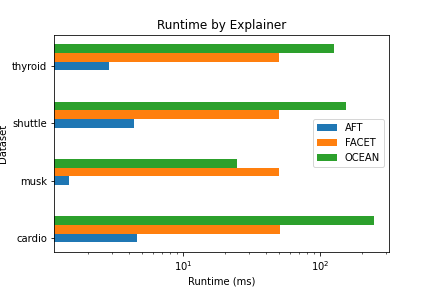 Runtime by Explainer
thyroid
shuttle
musk
cardio
Dataset
AFT
FACET
OCEAN
10^1
10^2
Runtime (ms)